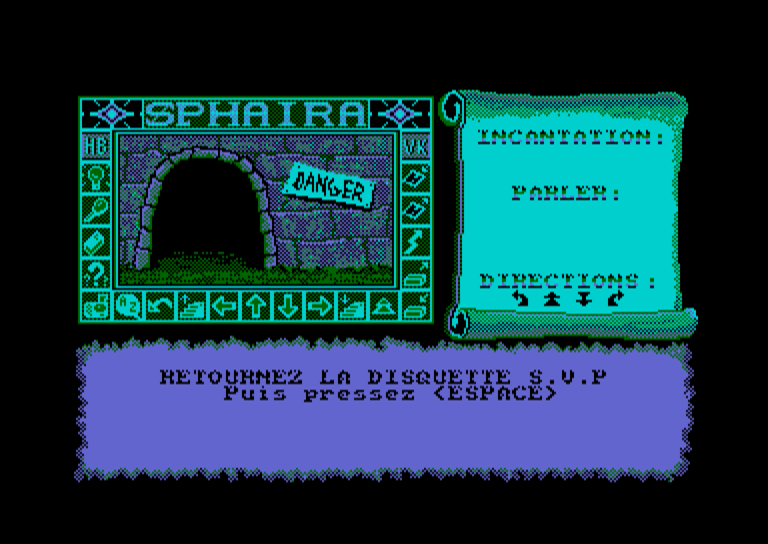 SPHAIRA
HB
VK
DANGER
?
INCANTATION:
PARLER:
DIRECTIONS:
RETOURNEZ LA DISQUETTE S.V.P
Puis pressez <ESPACE>